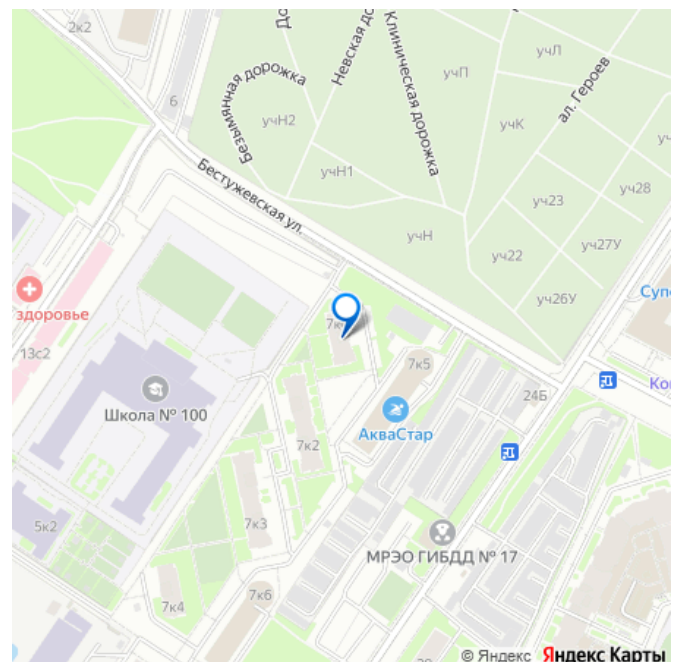 2к2
6
Безымянная дорожка
Невская до
Клиническая дорожка
ал. Героев
учЛ
учП
учК
учН2
учН1
учН
уч23
уч28
уч22
уч27У
уч26У
Бестужевская ул.
здоровье
13с2
Школа № 100
7к5
АкваСтар
24Б
7к2
7к3
МРЭО ГИБДД № 17
5к2
7к4
7к6
© Яндекс Яндекс Карты